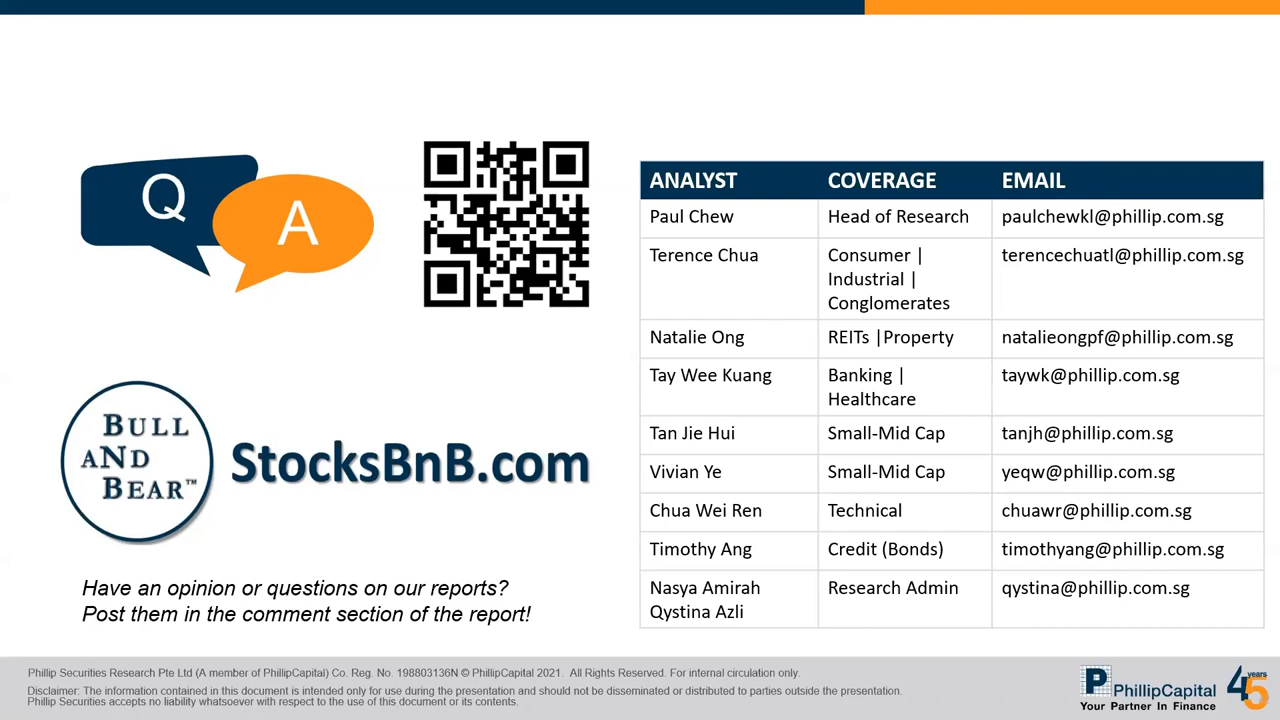 Q
A
BULL
AND
BEAR™
StocksBnB.com
Have an opinion or questions on our reports?
Post them in the comment section of the report!
ANALYST COVERAGE EMAIL
Paul Chew Head of Research paulchewkl@phillip.com.sg
Terence Chua Consumer | terencechuatl@phillip.com.sg
Industrial |
Conglomerates
Natalie Ong REITs |Property natalieongpf@phillip.com.sg
Tay Wee Kuang Banking | taywk@phillip.com.sg
Healthcare
Tan Jie Hui Small-Mid Cap tanjh@phillip.com.sg
Vivian Ye Small-Mid Cap yeqw@phillip.com.sg
Chua Wei Ren Technical chuawr@phillip.com.sg
Timothy Ang Credit (Bonds) timothyang@phillip.com.sg
Nasya Amirah Research Admin qystina@phillip.com.sg
Qystina Azli
Phillip Securities Research Pte Ltd (A member of PhillipCapital) Co. Reg. No. 198803136N © PhillipCapital 2021. All Rights Reserved. For internal circulation only.
Disclaimer: The information contained in this document is intended only for use during the presentation and should not be disseminated or distributed to parties outside the presentation.
Phillip Securities accepts no liability whatsoever with respect to the use of this document or its contents.
P PhillipCapital
Your Partner In Finance
45 years